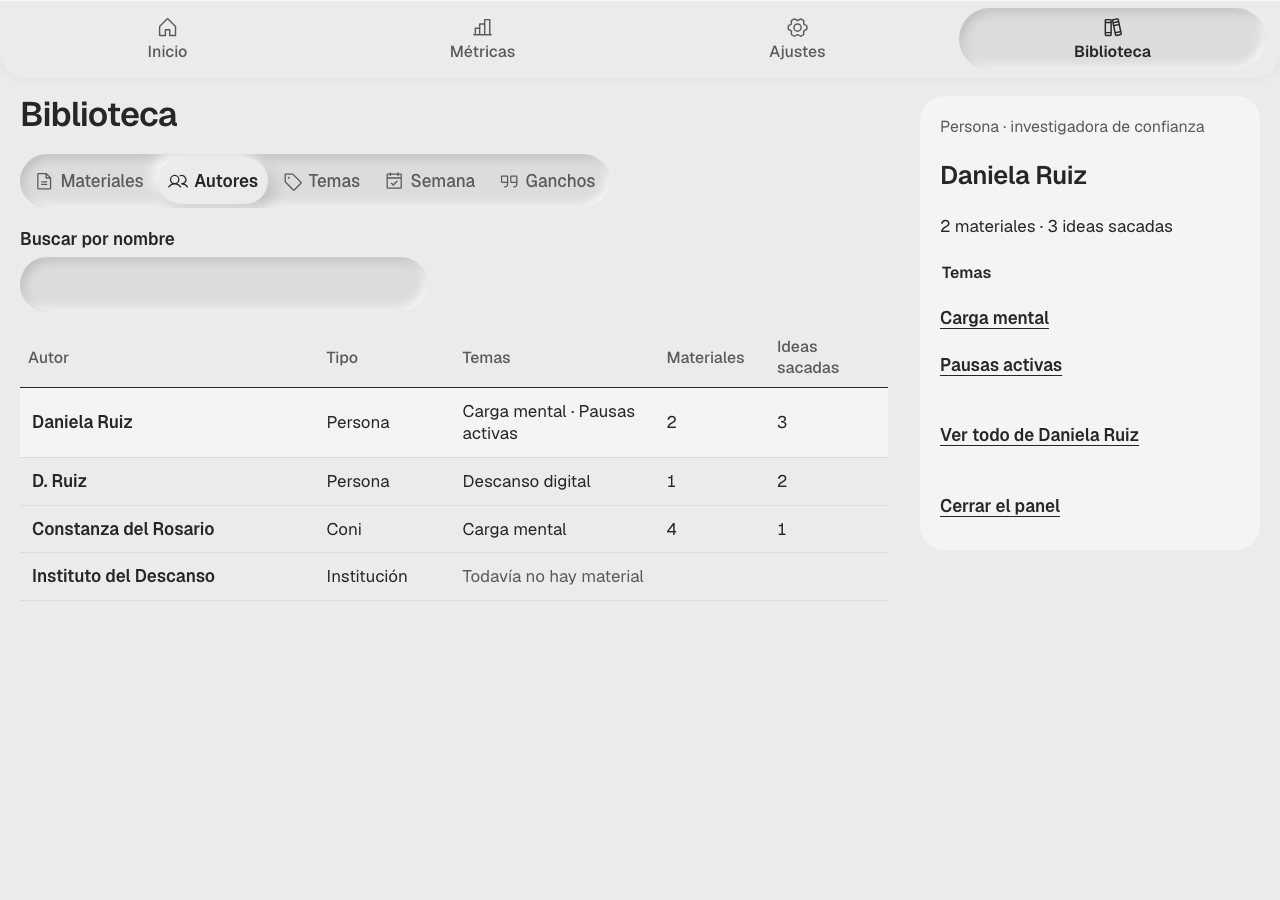 Inicio
Métricas
Ajustes
Biblioteca
Biblioteca
Materiales
Autores
Temas
Semana
Ganchos
Buscar por nombre
Autor
Tipo
Temas
Materiales
Ideas
sacadas
Daniela Ruiz
Persona
Carga mental · Pausas
activas
2
3
D. Ruiz
Persona
Descanso digital
1
2
Constanza del Rosario
Coni
Carga mental
4
1
Instituto del Descanso
Institución
Todavía no hay material
Persona · investigadora de confianza
Daniela Ruiz
2 materiales · 3 ideas sacadas
Temas
Carga mental
Pausas activas
Ver todo de Daniela Ruiz
Cerrar el panel